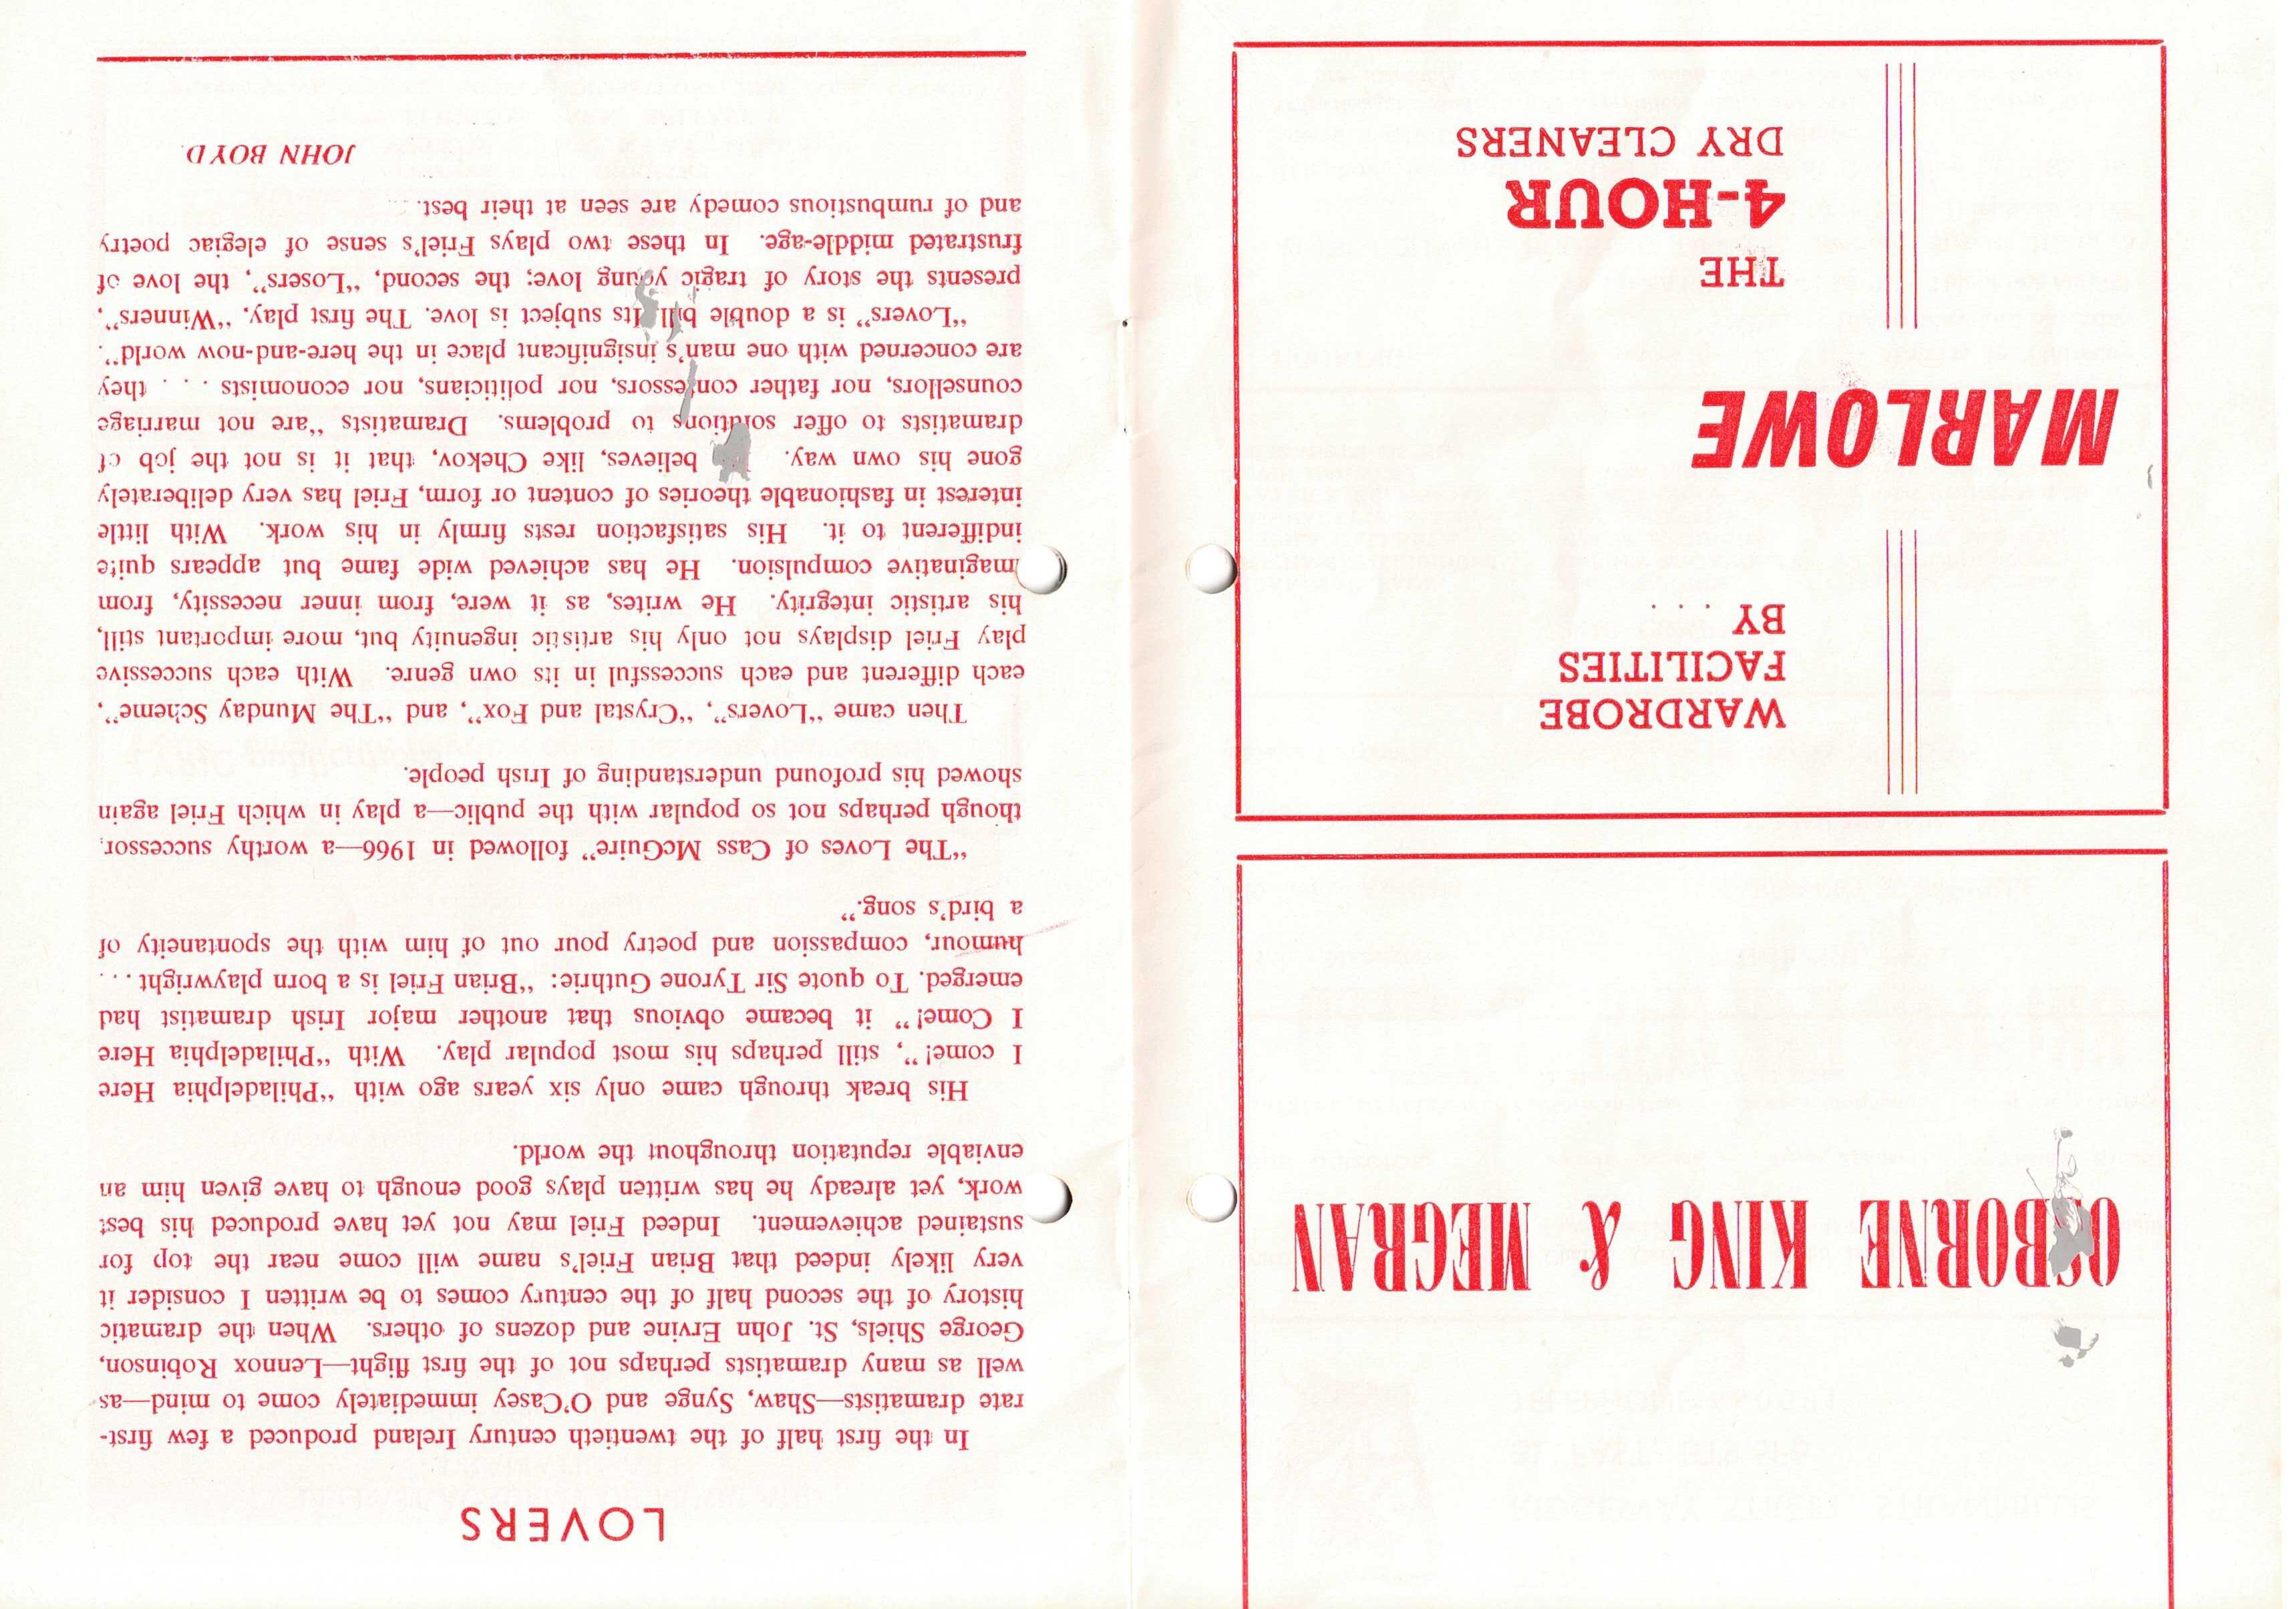 OSBORNE KING & MEGRAN
WARDROBE
FACILITIES
BY . . .
MARLOWE
THE
4-HOUR
DRY CLEANERS
LOVERS
In the first half of the twentieth century Ireland produced a few first-
rate dramatists—Shaw, Synge and O'Casey immediately come to mind—as
well as many dramatists perhaps not of the first flight—Lennox Robinson,
George Shiels, St. John Ervine and dozens of others. When the dramatic
history of the second half of the century comes to be written I consider it
very likely indeed that Brian Friel's name will come near the top for
sustained achievement. Indeed Friel may not yet have produced his best
work, yet already he has written plays good enough to have given him an
enviable reputation throughout the world.
His break through came only six years ago with "Philadelphia Here
I come!", still perhaps his most popular play. With "Philadelphia Here
I Come!" it became obvious that another major Irish dramatist had
emerged. To quote Sir Tyrone Guthrie: "Brian Friel is a born playwright . . .
humour, compassion and poetry pour out of him with the spontaneity of
a bird's song."
"The Loves of Cass McGuire" followed in 1966—a worthy successor,
though perhaps not so popular with the public—a play in which Friel again
showed his profound understanding of Irish people.
Then came "Lovers", "Crystal and Fox", and "The Munday Scheme",
each different and each successful in its own genre. With each successive
play Friel displays not only his artistic ingenuity but, more important still,
his artistic integrity. He writes, as it were, from inner necessity, from
imaginative compulsion. He has achieved wide fame but appears quite
indifferent to it. His satisfaction rests firmly in his work. With little
interest in fashionable theories of content or form, Friel has very deliberately
gone his own way. believes, like Chekov, that it is not the job of
dramatists to offer solutions to problems. Dramatists "are not marriage
counsellors, nor father confessors, nor politicians, nor economists . . . they
are concerned with one man's insignificant place in the here-and-now world".
"Lovers" is a double bill. Its subject is love. The first play, "Winners",
presents the story of tragic young love; the second, "Losers", the love of
frustrated middle-age. In these two plays Friel's sense of elegiac poetry
and of rumbustious comedy are seen at their best.
JOHN BOYD.